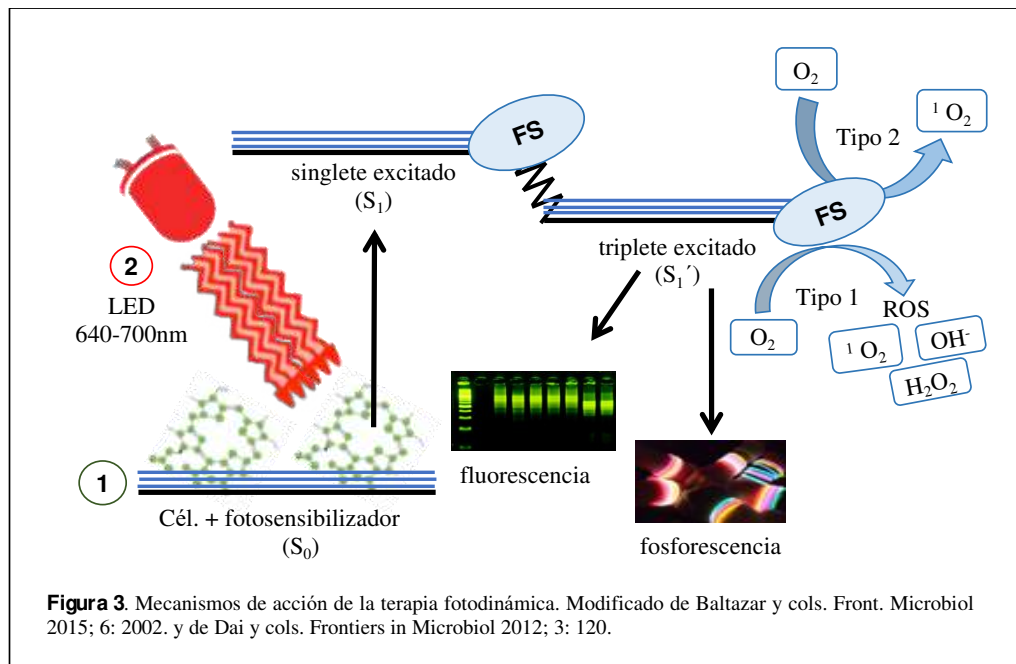 FS
singlete excitado
(S₁)
O₂
Tipo 2
¹ O₂
FS
triplete excitado
(S₁´)
Tipo 1
O₂
ROS
¹ O₂
OH⁻
H₂O₂
2
LED
640-700nm
1
Cél. + fotosensibilizador
(S₀)
fluorescencia
fosforescencia
Figura 3. Mecanismos de acción de la terapia fotodinámica. Modificado de Baltazar y cols. Front. Microbiol
2015; 6: 2002. y de Dai y cols. Frontiers in Microbiol 2012; 3: 120.